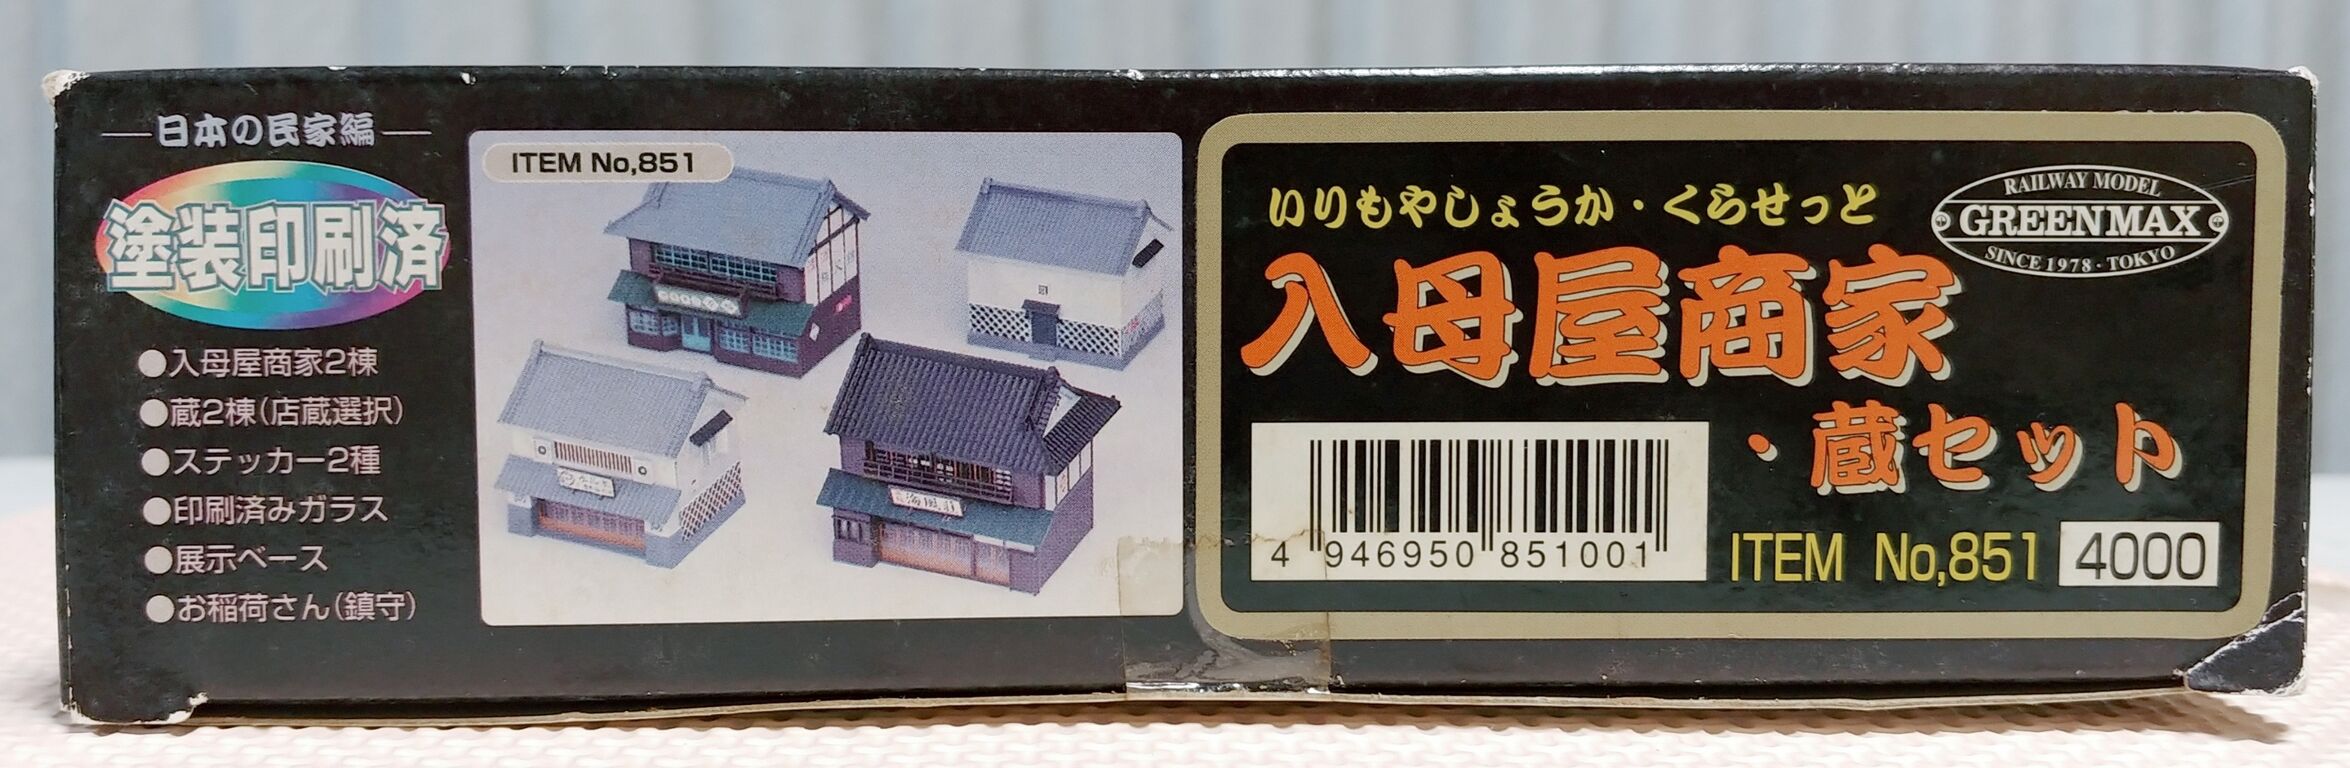 日本の民家編
塗装印刷済
●入母屋商家2棟
●蔵2棟(店蔵選択)
●ステッカー2種
●印刷済みガラス
●展示ベース
●お稲荷さん(鎮守)
ITEM No,851
海風荘
いりもやしょうか・くらせっと
入母屋商家
・蔵セット
RAILWAY MODEL
GREENMAX
SINCE 1978・TOKYO
4 946950 851001
ITEM No,851
4000